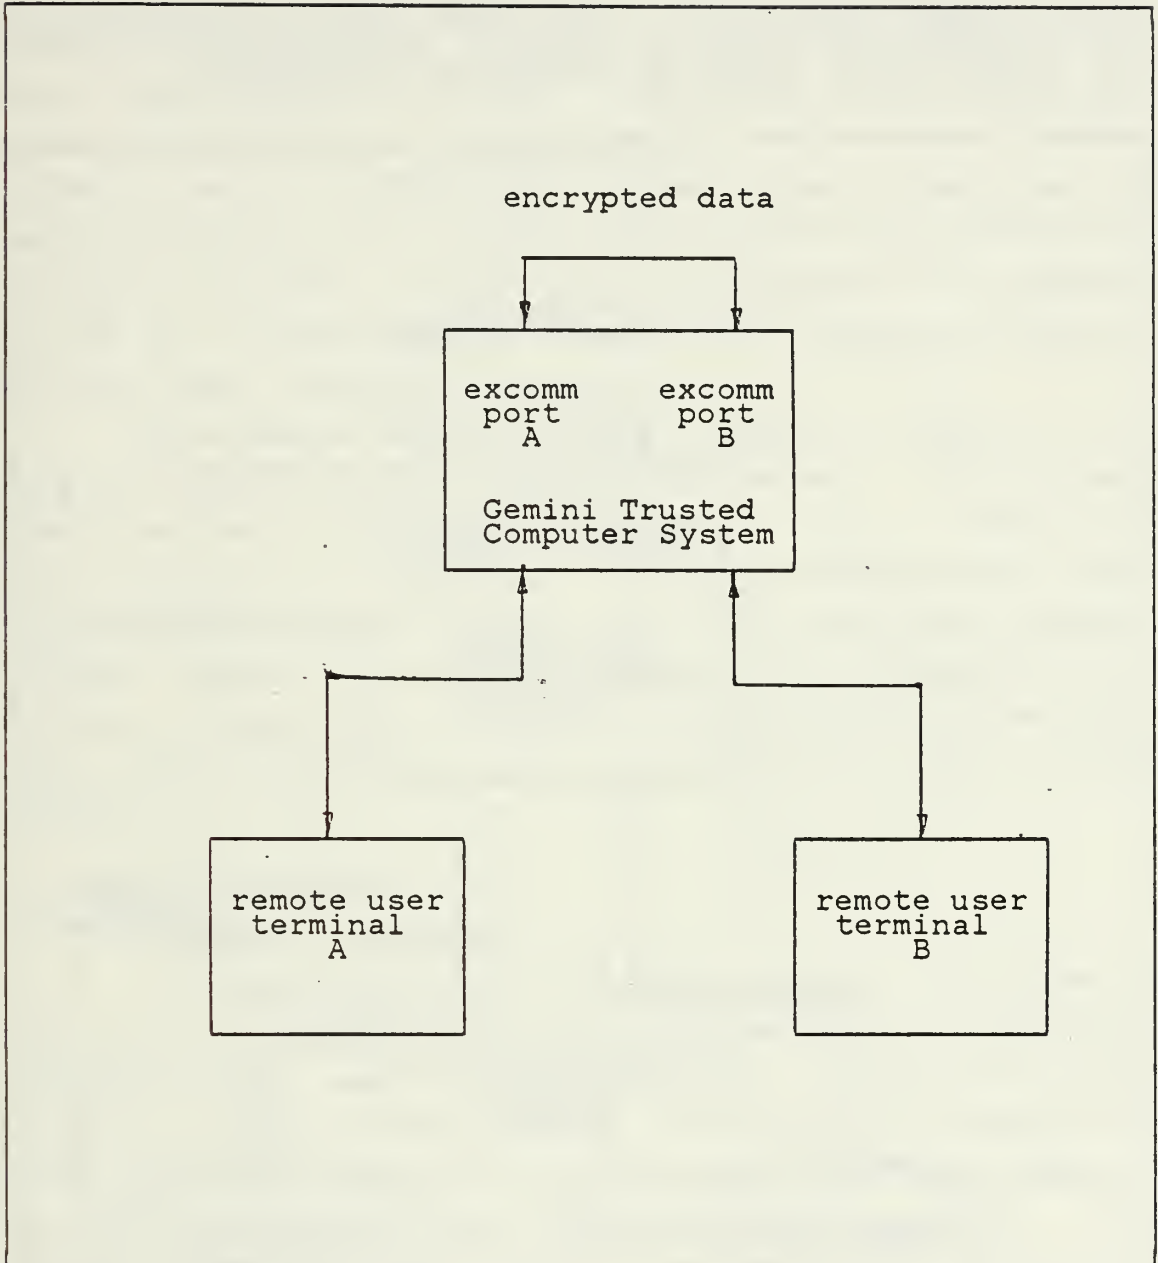 encrypted data
excomm
port
A
excomm
port
B
Gemini Trusted
Computer System
remote user
terminal
A
remote user
terminal
B